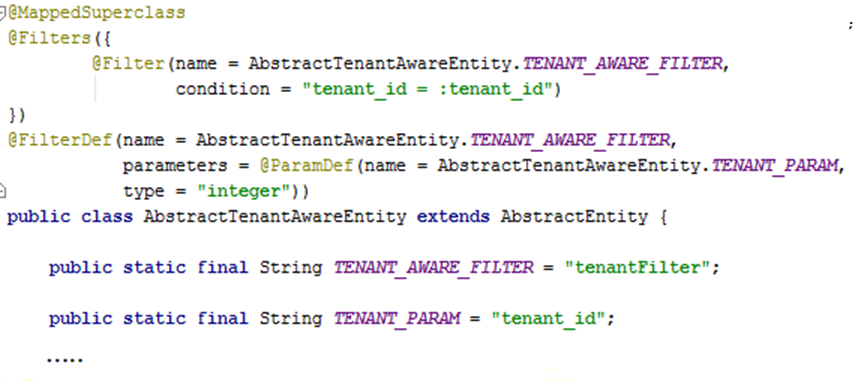 @MappedSuperclass
;
@Filters({
@Filter(name = AbstractTenantAwareEntity.TENANT_AWARE_FILTER,
condition = "tenant_id = :tenant_id")
})
@FilterDef(name = AbstractTenantAwareEntity.TENANT_AWARE_FILTER,
parameters = @ParamDef(name = AbstractTenantAwareEntity.TENANT_PARAM,
type = "integer"))
public class AbstractTenantAwareEntity extends AbstractEntity {
public static final String TENANT_AWARE_FILTER = "tenantFilter";
public static final String TENANT_PARAM = "tenant_id";
.....